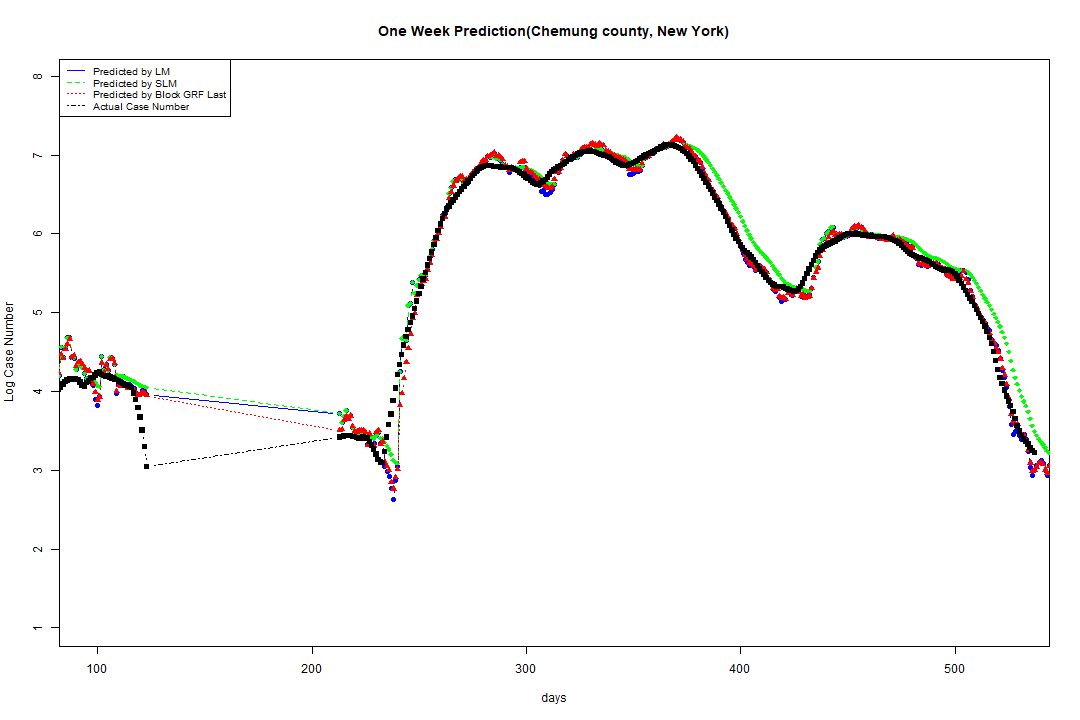 One Week Prediction(Chemung county, New York)
Predicted by LM
Predicted by SLM
Predicted by Block GRF Last
Actual Case Number
Log Case Number
8
7
6
5
4
3
2
1
100 200 300 400 500
days